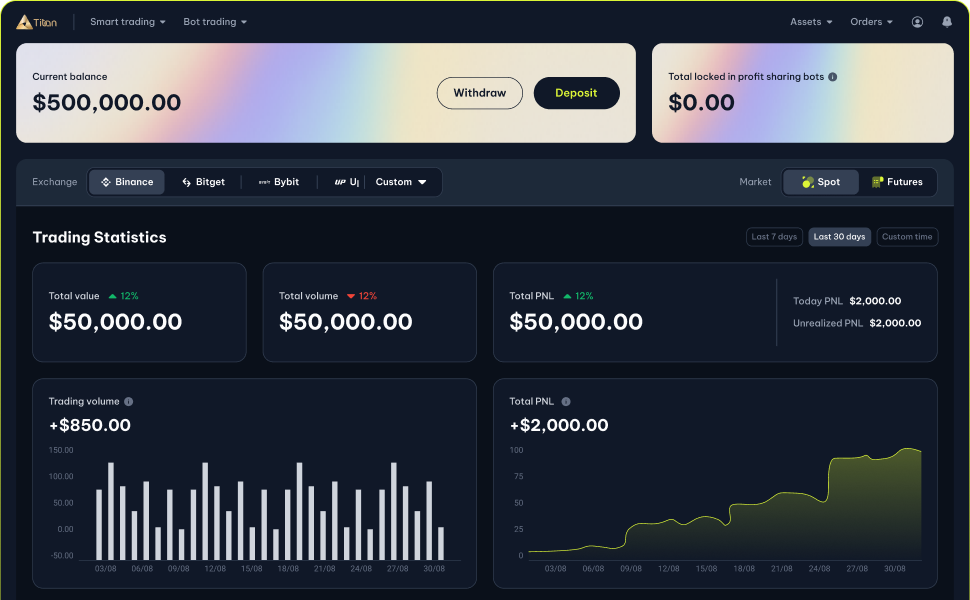 Titan
Smart trading
Bot trading
Assets
Orders
Current balance
$500,000.00
Withdraw
Deposit
Total locked in profit sharing bots
$0.00
Exchange
Binance
Bitget
Bybit
UP
Custom
Market
Spot
Futures
Trading Statistics
Last 7 days
Last 30 days
Custom time
Total value 12%
$50,000.00
Total volume 12%
$50,000.00
Total PNL 12%
$50,000.00
Today PNL $2,000.00
Unrealized PNL $2,000.00
Trading volume
+$850.00
150.00
100.00
50.00
0.00
-50.00
03/08 06/08 09/08 12/08 15/08 18/08 21/08 24/08 27/08 30/08
Total PNL
+$2,000.00
100
75
50
25
0
03/08 06/08 09/08 12/08 15/08 18/08 21/08 24/08 27/08 30/08